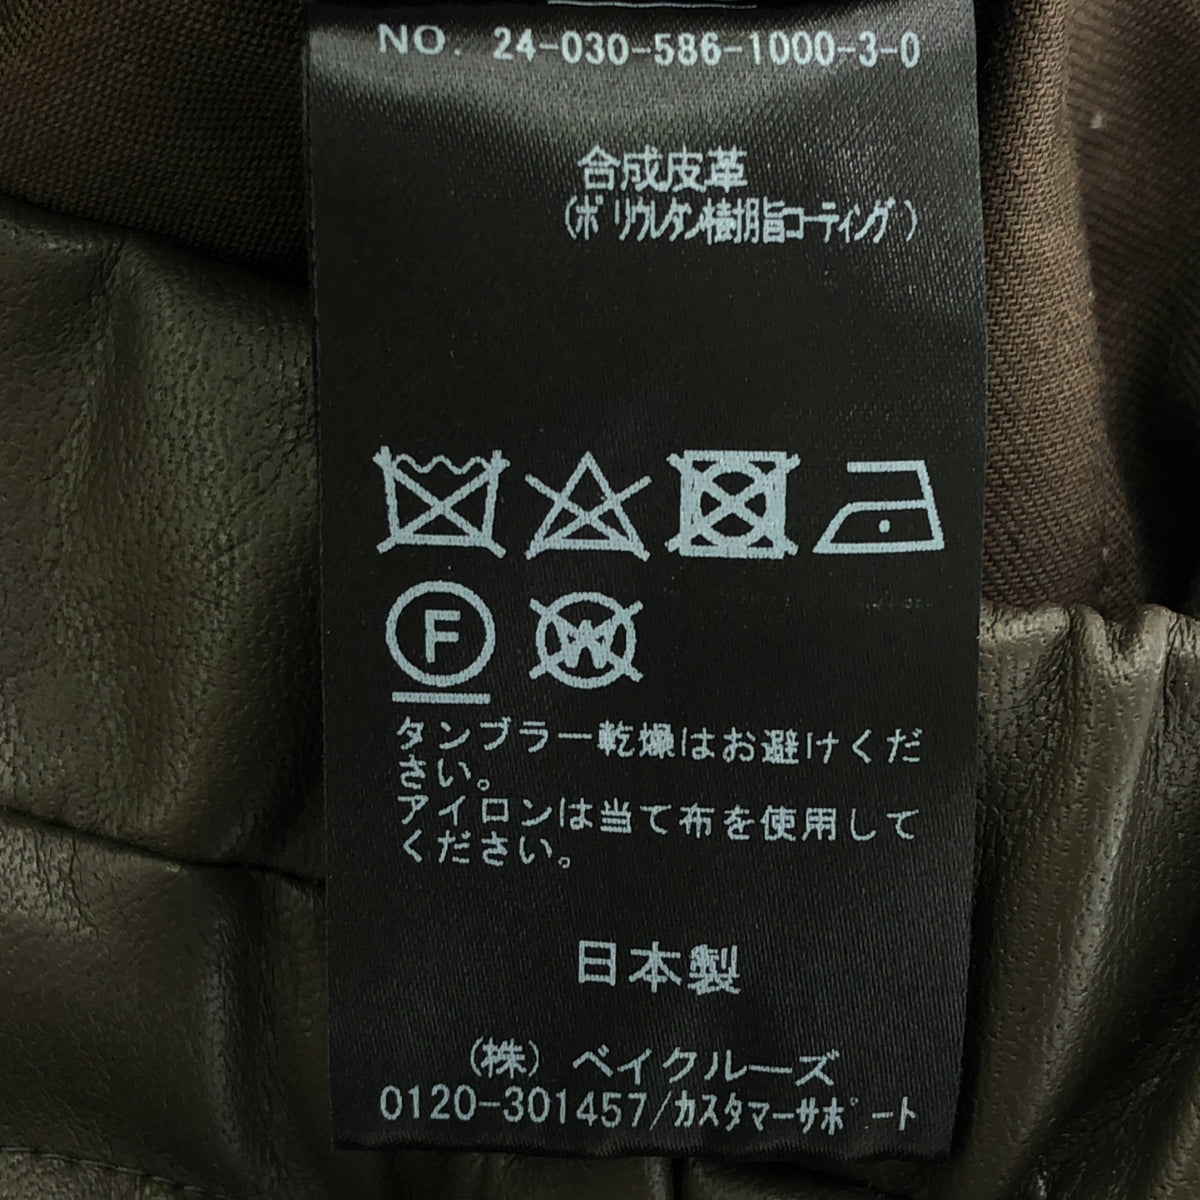 NO. 24-030-586-1000-3-0
合成皮革
(ポリウレタン樹脂コーティング)
F
W
タンブラー乾燥はお避けくだ
さい。
アイロンは当て布を使用して
ください。
日本製
(株) ベイクルーズ
0120-301457/カスタマーサポート